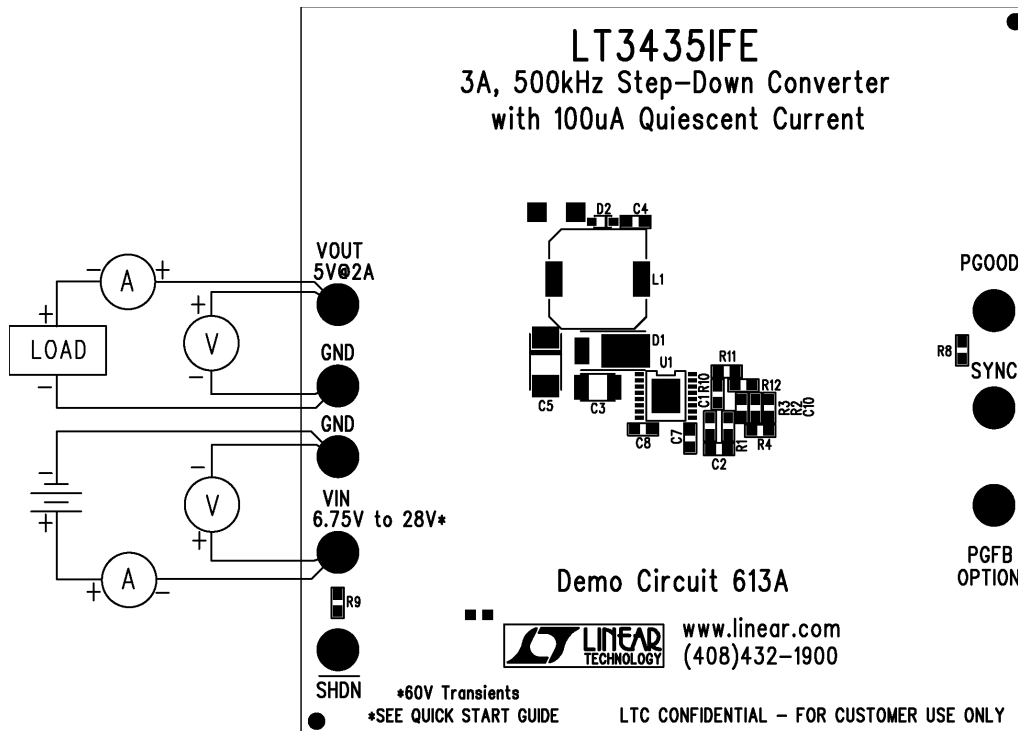 LT3435IFE
3A, 500kHz Step-Down Converter
with 100uA Quiescent Current
D2
C4
VOUT
5V@2A
PGOOD
- A +
L1
+
+
V
LOAD
D1
R8
GND
U1
R11
SYNC
-
-
R10
R12
C5
C3
C1
R3
R2
C10
GND
C8
C7
R1
R4
C2
-
-
V
VIN
6.75V to 28V*
+
+
PGFB
OPTION
+ A -
Demo Circuit 613A
R9
LINEAR
TECHNOLOGY
www.linear.com
(408)432-1900
SHDN
*60V Transients
*SEE QUICK START GUIDE
LTC CONFIDENTIAL - FOR CUSTOMER USE ONLY